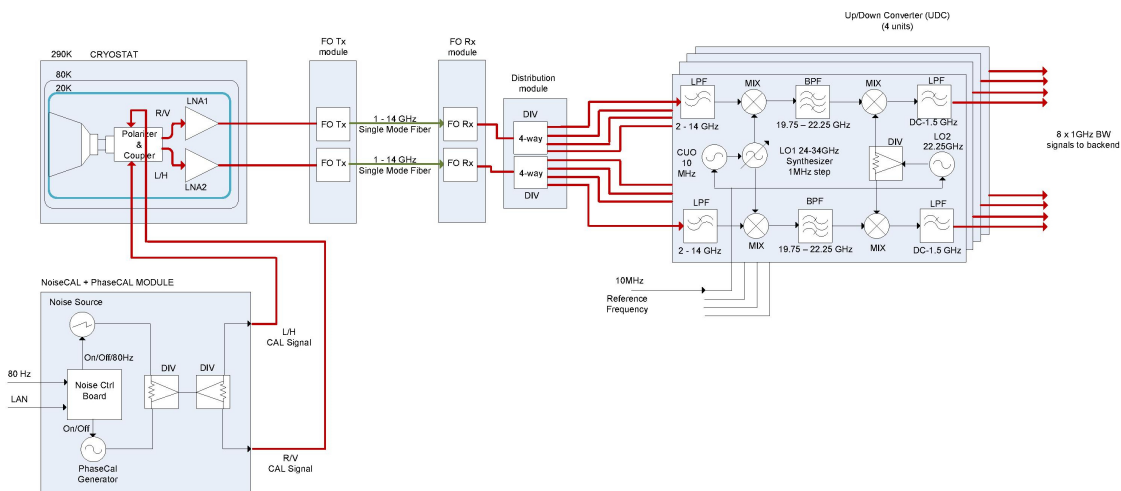 Up/Down Converter (UDC)
(4 units)
290K
CRYOSTAT
80K
20K
R/V
LNA1
Polarizer
&
Coupler
L/H
LNA2
FO Tx
module
FO Tx
FO Tx
1 - 14 GHz
Single Mode Fiber
1 - 14GHz
Single Mode Fiber
FO Rx
module
FO Rx
FO Rx
Distribution
module
DIV
4-way
4-way
DIV
LPF
MIX
BPF
MIX
LPF
2 - 14 GHz
19.75 – 22.25 GHz
DC-1.5 GHz
CUO
10
MHz
LO1 24-34GHz
Synthesizer
1MHz step
DIV
LO2
22.25GHz
LPF
BPF
LPF
2 - 14 GHz
MIX
19.75 – 22.25 GHz
MIX
DC-1.5 GHz
8 x 1GHz BW
signals to backend
10MHz
Reference
Frequency
NoiseCAL + PhaseCAL MODULE
Noise Source
On/Off/80Hz
80 Hz
LAN
Noise Ctrl
Board
On/Off
PhaseCal
Generator
DIV
DIV
L/H
CAL Signal
R/V
CAL Signal